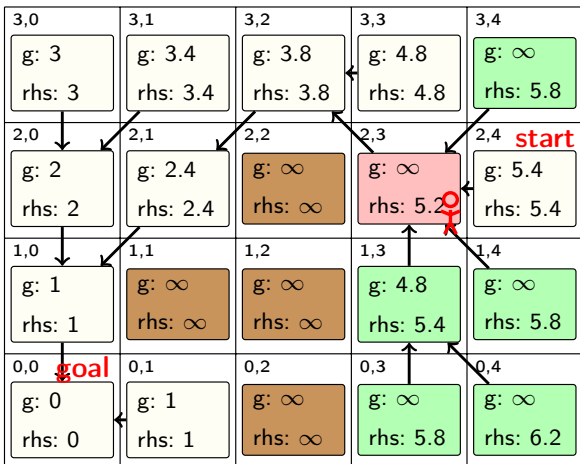 3,0 3,1 3,2 3,3 3,4
g: 3 g: 3.4 g: 3.8 g: 4.8 g: ∞
rhs: 3 rhs: 3.4 rhs: 3.8 rhs: 4.8 rhs: 5.8
2,0 2,1 2,2 2,3 2,4 start
g: 2 g: 2.4 g: ∞ g: ∞ g: 5.4
rhs: 2 rhs: 2.4 rhs: ∞ rhs: 5.2 rhs: 5.4
1,0 1,1 1,2 1,3 1,4
g: 1 g: ∞ g: ∞ g: 4.8 g: ∞
rhs: 1 rhs: ∞ rhs: ∞ rhs: 5.4 rhs: 5.8
0,0 goal 0,1 0,2 0,3 0,4
g: 0 g: 1 g: ∞ g: ∞ g: ∞
rhs: 0 rhs: 1 rhs: ∞ rhs: 5.8 rhs: 6.2